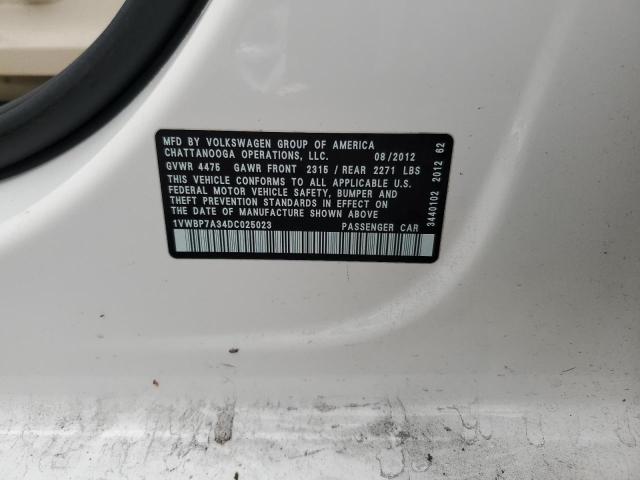 MFD BY VOLKSWAGEN GROUP OF AMERICA
CHATTANOOGA OPERATIONS, LLC. 08/2012
GVWR 4475 GAWR FRONT 2315 / REAR 2271 LBS
THIS VEHICLE CONFORMS TO ALL APPLICABLE U.S.
FEDERAL MOTOR VEHICLE SAFETY, BUMPER AND
THEFT PREVENTION STANDARDS IN EFFECT ON
THE DATE OF MANUFACTURE SHOWN ABOVE
1VWBP7A34DC025023 PASSENGER CAR
3440102 2012 62